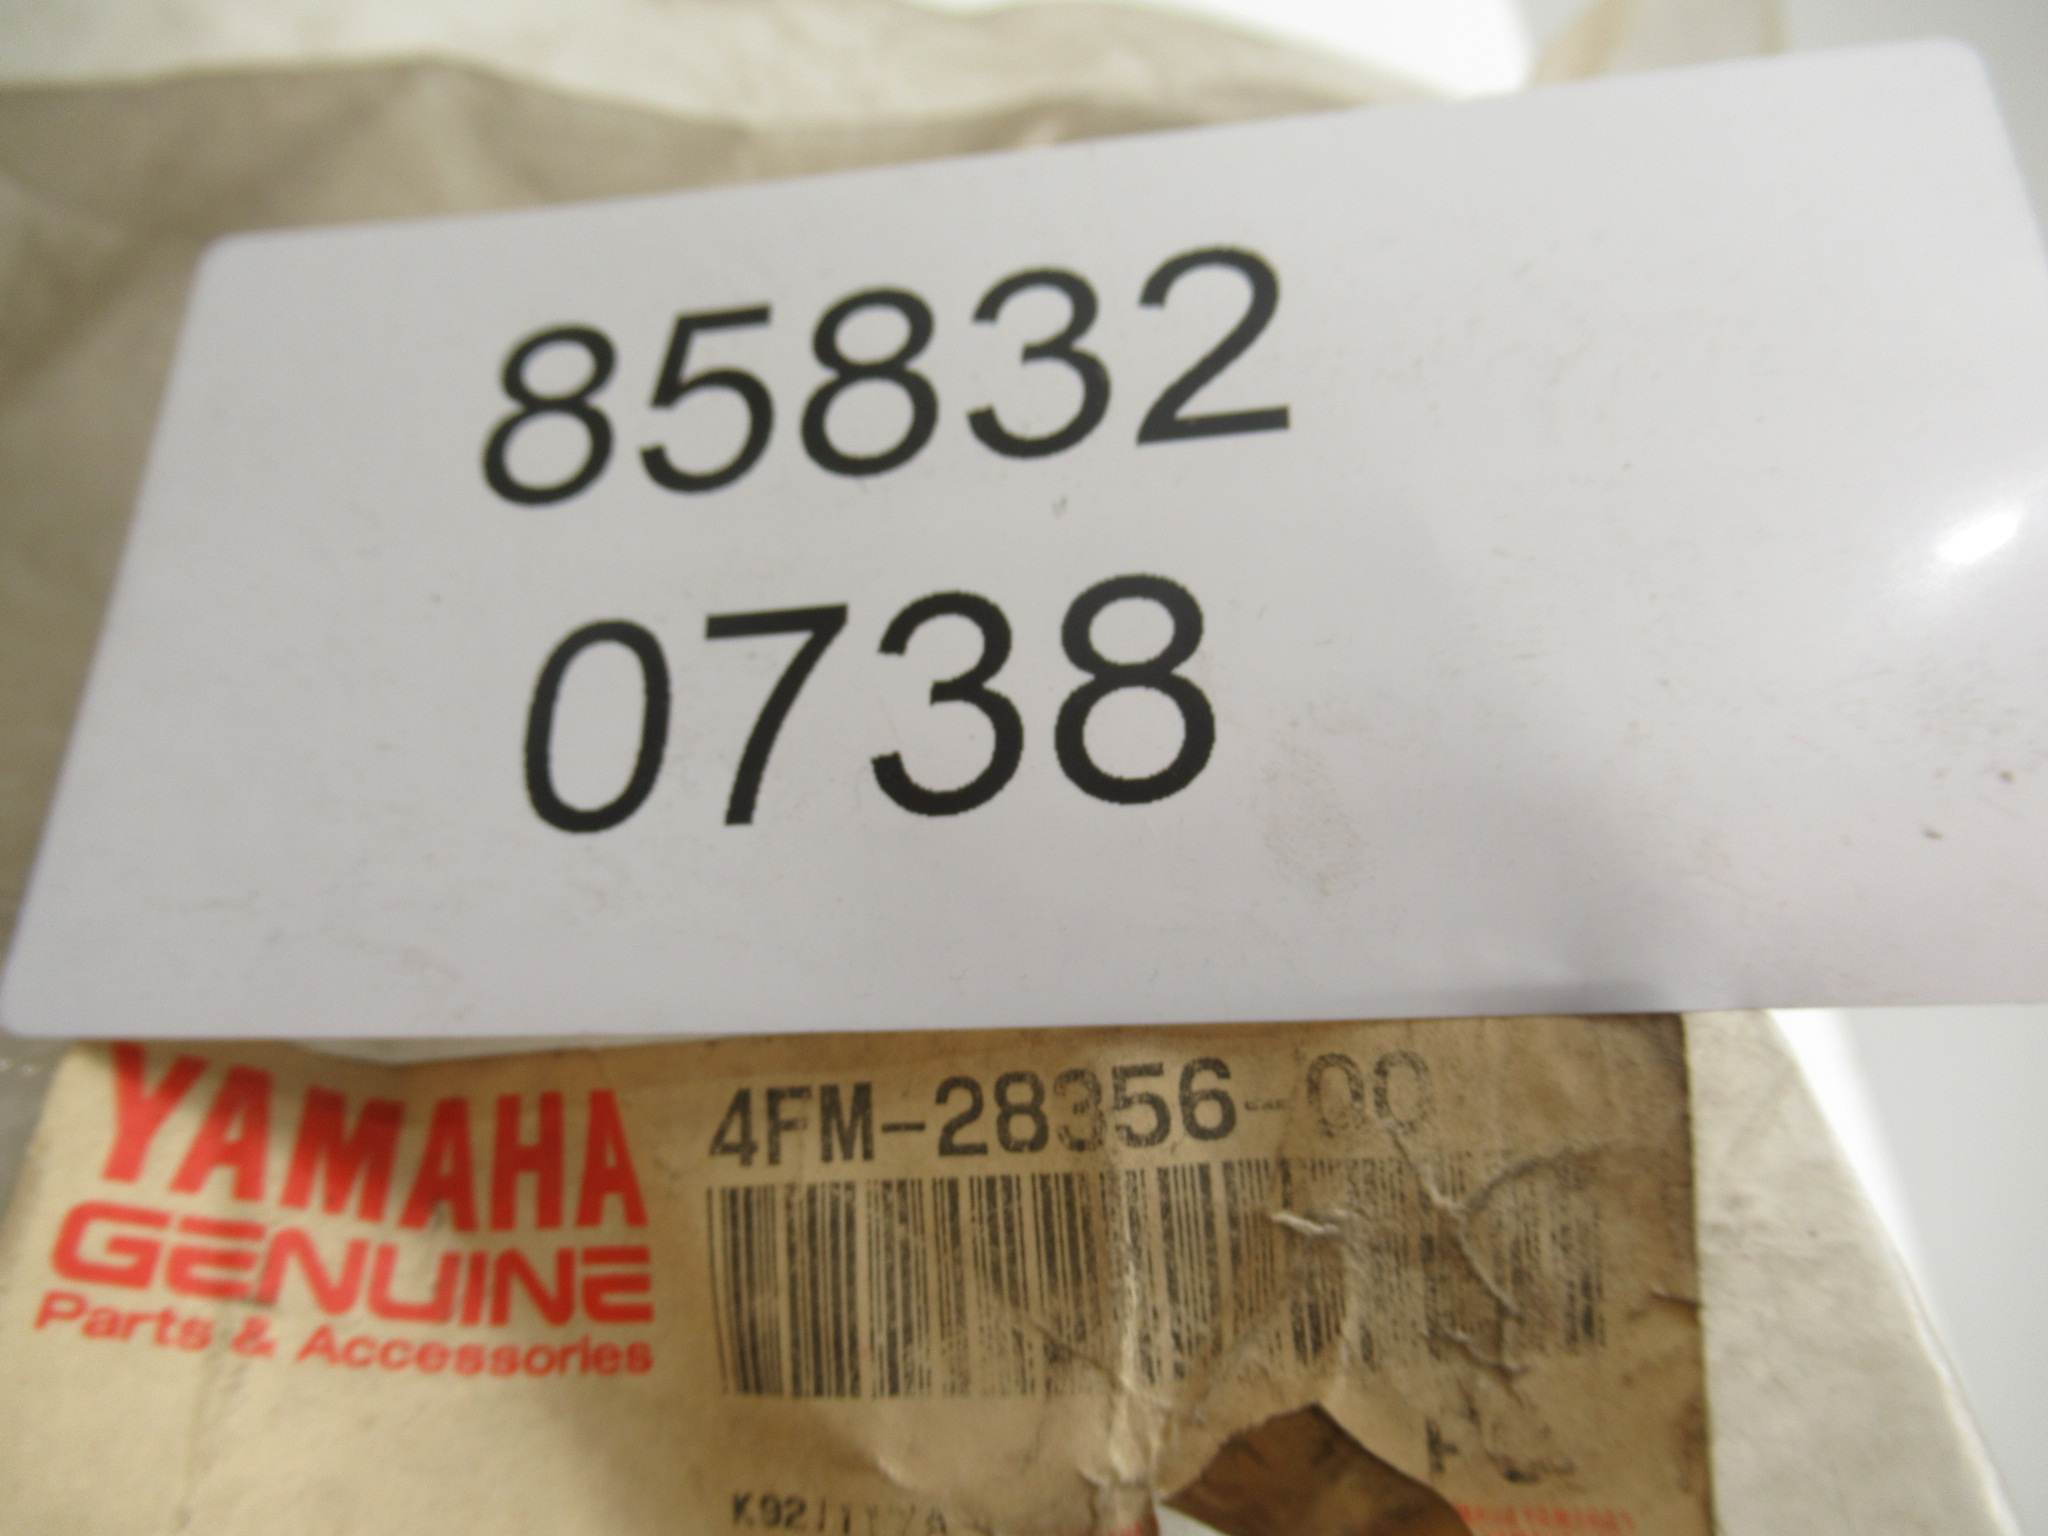 85832
0738
YAMAHA
GENUINE
Parts & Accessories
4FM-28356-00